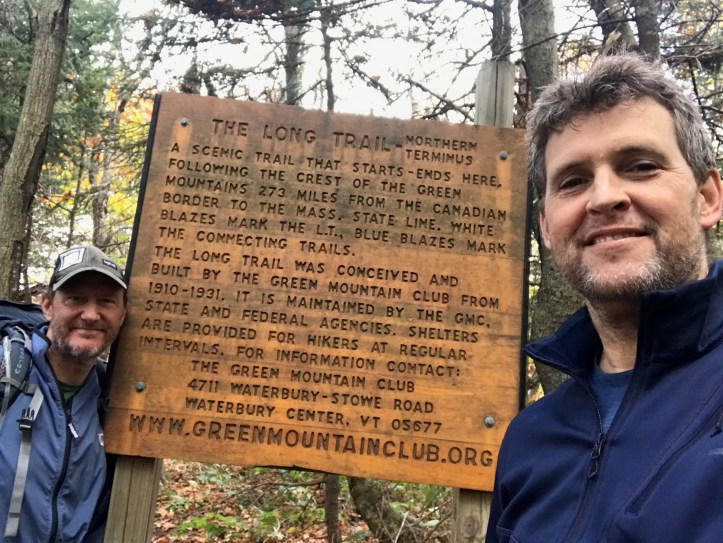 THE LONG TRAIL-NORTHERN TERMINUS
A SCENIC TRAIL THAT STARTS-ENDS HERE,
FOLLOWING THE CREST OF THE GREEN
MOUNTAINS 273 MILES FROM THE CANADIAN
BORDER TO THE MASS. STATE LINE. WHITE
BLAZES MARK THE L.T., BLUE BLAZES MARK
THE CONNECTING TRAILS.
THE LONG TRAIL WAS CONCEIVED AND
BUILT BY THE GREEN MOUNTAIN CLUB FROM
1910-1931. IT IS MAINTAINED BY THE GMC,
STATE AND FEDERAL AGENCIES. SHELTERS
ARE PROVIDED FOR HIKERS AT REGULAR
INTERVALS. FOR INFORMATION CONTACT:
THE GREEN MOUNTAIN CLUB
4711 WATERBURY-STOWE ROAD
WATERBURY CENTER, VT 05677
WWW.GREENMOUNTAINCLUB.ORG